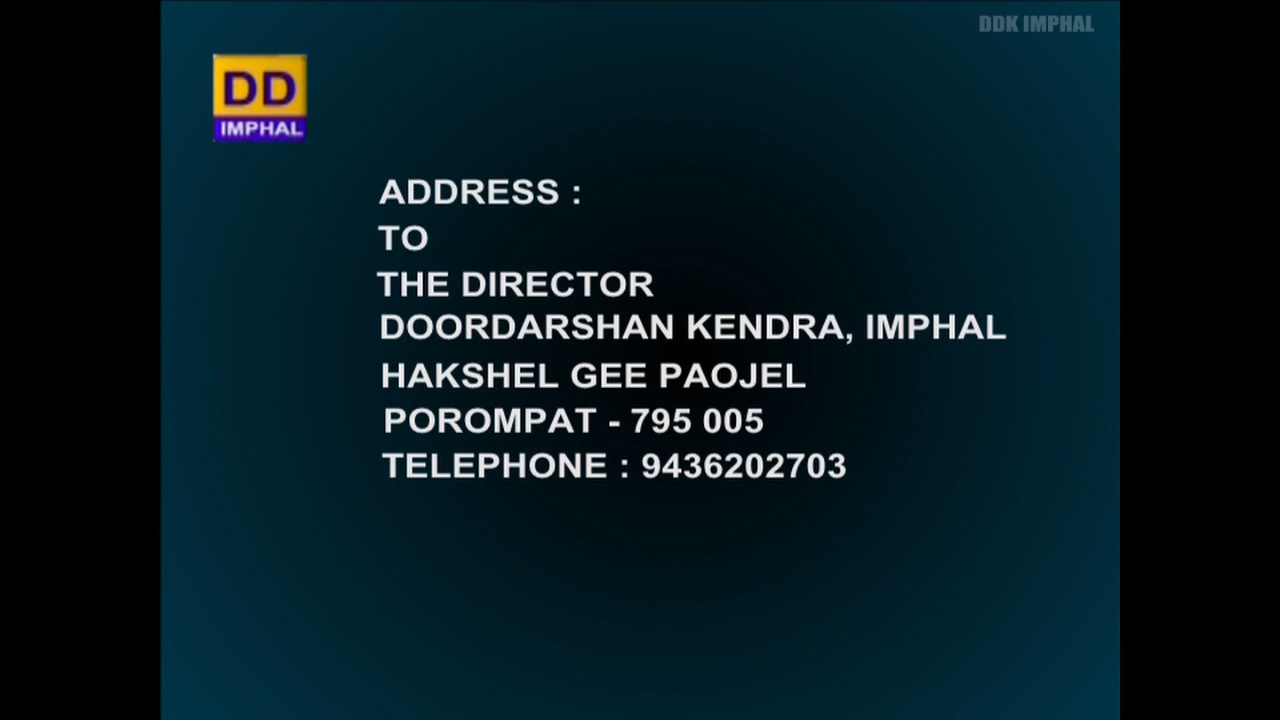 DDK IMPHAL
DD
IMPHAL
ADDRESS :
TO
THE DIRECTOR
DOORDARSHAN KENDRA, IMPHAL
HAKSHEL GEE PAOJEL
POROMPAT - 795 005
TELEPHONE : 9436202703